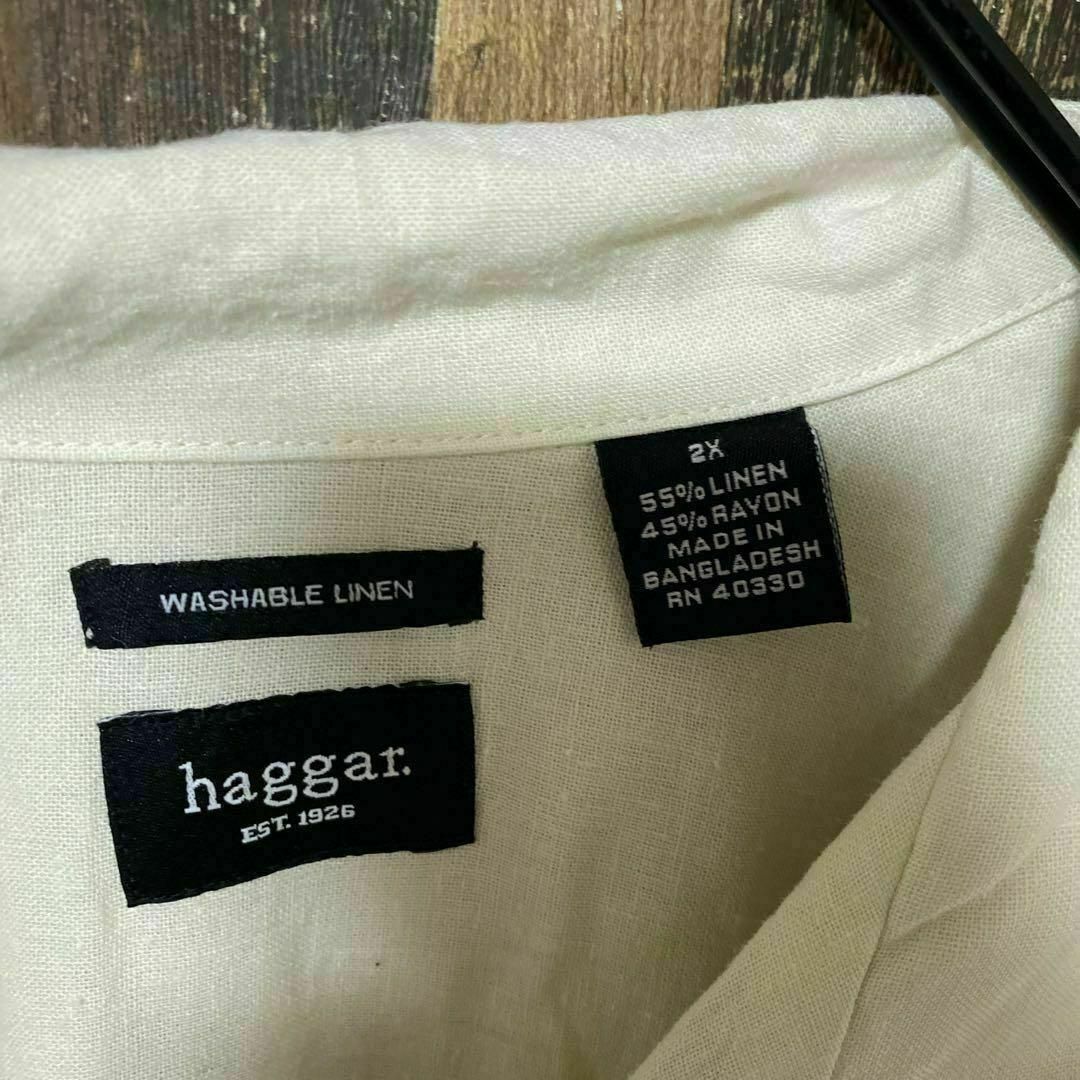 2X
55% LINEN
45% RAYON
MADE IN
BANGLADESH
RN 40330
WASHABLE LINEN
haggar.
EST. 1926